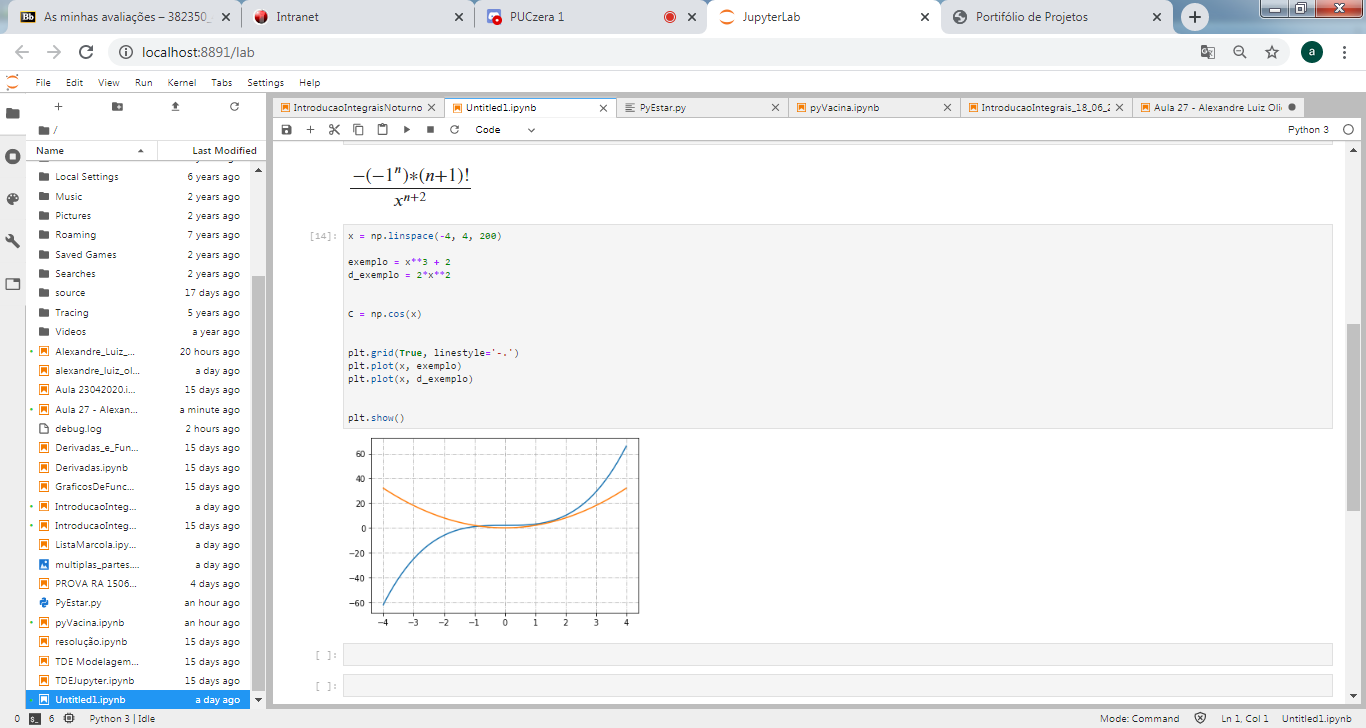 As minhas avaliações – 382350_
Intranet
PUCzera 1
JupyterLab
Portifólio de Projetos
localhost:8891/lab
a
File Edit View Run Kernel Tabs Settings Help
IntroducaoIntegraisNoturno
Untitled1.ipynb
PyEstar.py
pyVacina.ipynb
IntroducaoIntegrais_18_06_2
Aula 27 - Alexandre Luiz Oli
Code
Python 3
/
Name Last Modified
Local Settings 6 years ago
Music 2 years ago
Pictures 2 years ago
Roaming 7 years ago
Saved Games 2 years ago
Searches 2 years ago
source 17 days ago
Tracing 5 years ago
Videos a year ago
Alexandre_Luiz_... 20 hours ago
alexandre_luiz_ol... a day ago
Aula 23042020.i... 15 days ago
Aula 27 - Alexan... a minute ago
debug.log 2 hours ago
Derivadas_e_Fun... 15 days ago
Derivadas.ipynb 15 days ago
GraficosDeFunc... 15 days ago
IntroducaoInteg... a day ago
IntroducaoInteg... 15 days ago
ListaMarcola.ipy... a day ago
multiplas_partes.... a day ago
PROVA RA 1506... 4 days ago
PyEstar.py an hour ago
pyVacina.ipynb an hour ago
resolução.ipynb 15 days ago
TDE Modelagem... 15 days ago
TDEJupyter.ipynb 15 days ago
Untitled1.ipynb a day ago
−(−1ⁿ)∗(n+1)!
xⁿ⁺²
[14]: x = np.linspace(-4, 4, 200)
exemplo = x**3 + 2
d_exemplo = 2*x**2
C = np.cos(x)
plt.grid(True, linestyle='-.')
plt.plot(x, exemplo)
plt.plot(x, d_exemplo)
plt.show()
60
40
20
0
−20
−40
−60
−4 −3 −2 −1 0 1 2 3 4
[ ]:
[ ]:
0 6 Python 3 | Idle
Mode: Command Ln 1, Col 1 Untitled1.ipynb